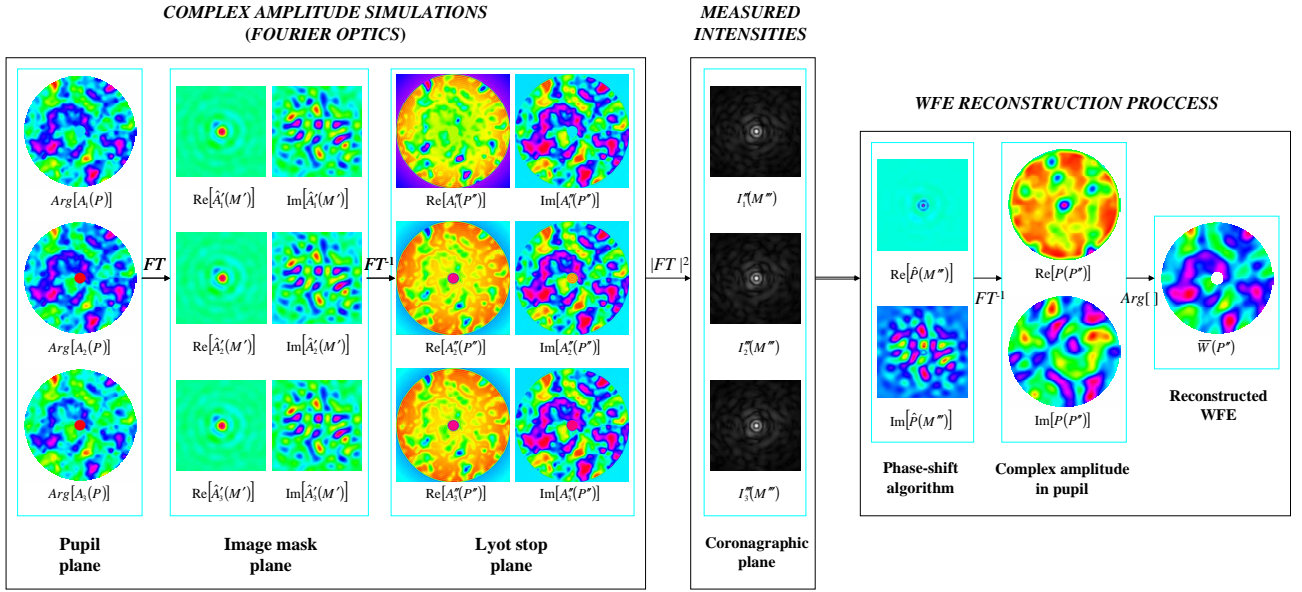 COMPLEX AMPLITUDE SIMULATIONS
(FOURIER OPTICS)
MEASURED
INTENSITIES
WFE RECONSTRUCTION PROCCESS
Arg[A₁(P)]
Re[Â′₁(M′)]
Im[Â′₁(M′)]
Re[A″₁(P″)]
Im[A″₁(P″)]
I‴₁(M‴)
FT
FT⁻¹
|FT |²
Arg[A₂(P)]
Re[Â′₂(M′)]
Im[Â′₂(M′)]
Re[A″₂(P″)]
Im[A″₂(P″)]
I‴₂(M‴)
Arg[A₃(P)]
Re[Â′₃(M′)]
Im[Â′₃(M′)]
Re[A″₃(P″)]
Im[A″₃(P″)]
I‴₃(M‴)
Re[P̂(M‴)]
FT⁻¹
Re[P(P″)]
Arg[ ]
W̅(P″)
Im[P̂(M‴)]
Im[P(P″)]
Reconstructed
WFE
Phase-shift
algorithm
Complex amplitude
in pupil
Pupil
plane
Image mask
plane
Lyot stop
plane
Coronagraphic
plane